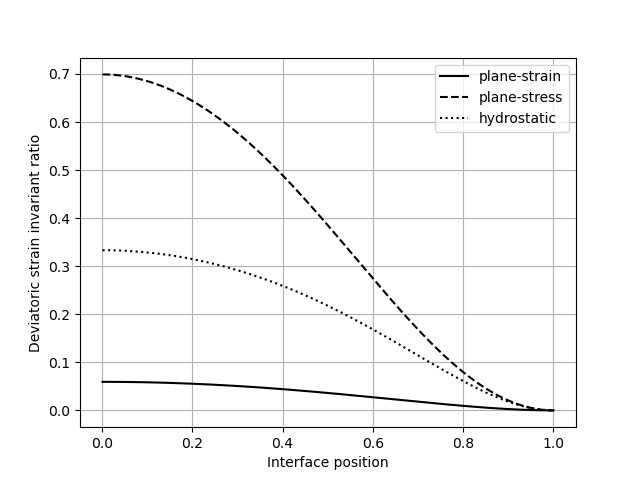 plane-strain
plane-stress
hydrostatic
0.7
0.6
0.5
0.4
0.3
0.2
0.1
0.0
Deviatoric strain invariant ratio
0.0 0.2 0.4 0.6 0.8 1.0
Interface position